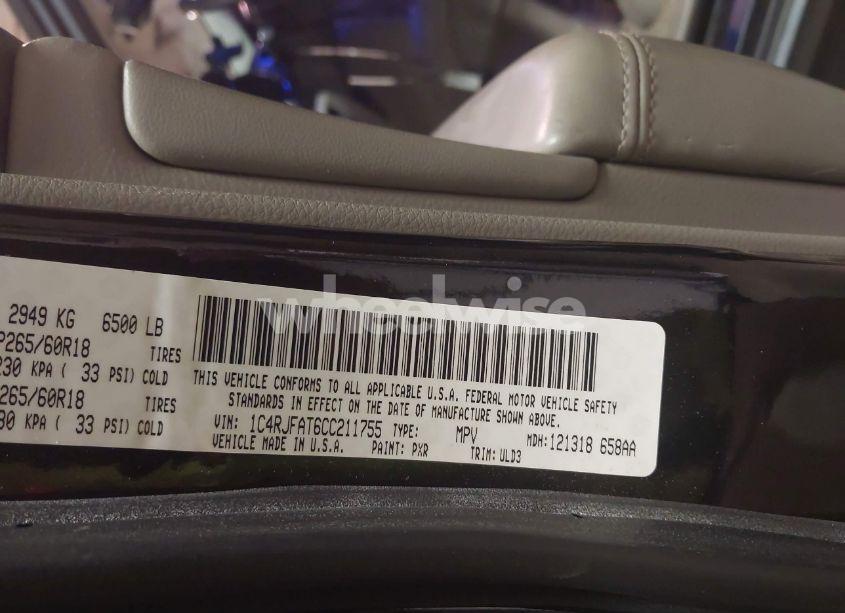 2949 KG 6500 LB
P265/60R18 TIRES
230 KPA ( 33 PSI) COLD
265/60R18 TIRES
30 KPA ( 33 PSI) COLD
wheelwise
THIS VEHICLE CONFORMS TO ALL APPLICABLE U.S.A. FEDERAL MOTOR VEHICLE SAFETY
STANDARDS IN EFFECT ON THE DATE OF MANUFACTURE SHOWN ABOVE.
VIN: 1C4RJFAT6CC211755 TYPE: MPV MDH: 121318 658AA
VEHICLE MADE IN U.S.A. PAINT: PXR TRIM: ULD3